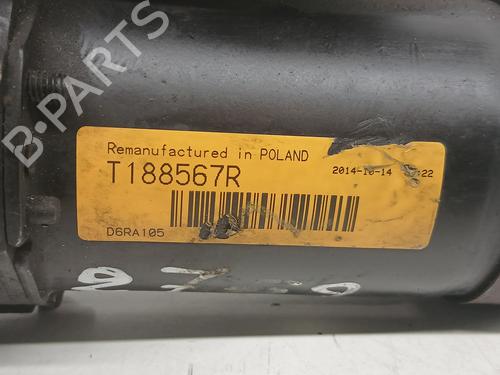 B-PARTS
Remanufactured in POLAND
T188567R
2014-10-14
D6RA105